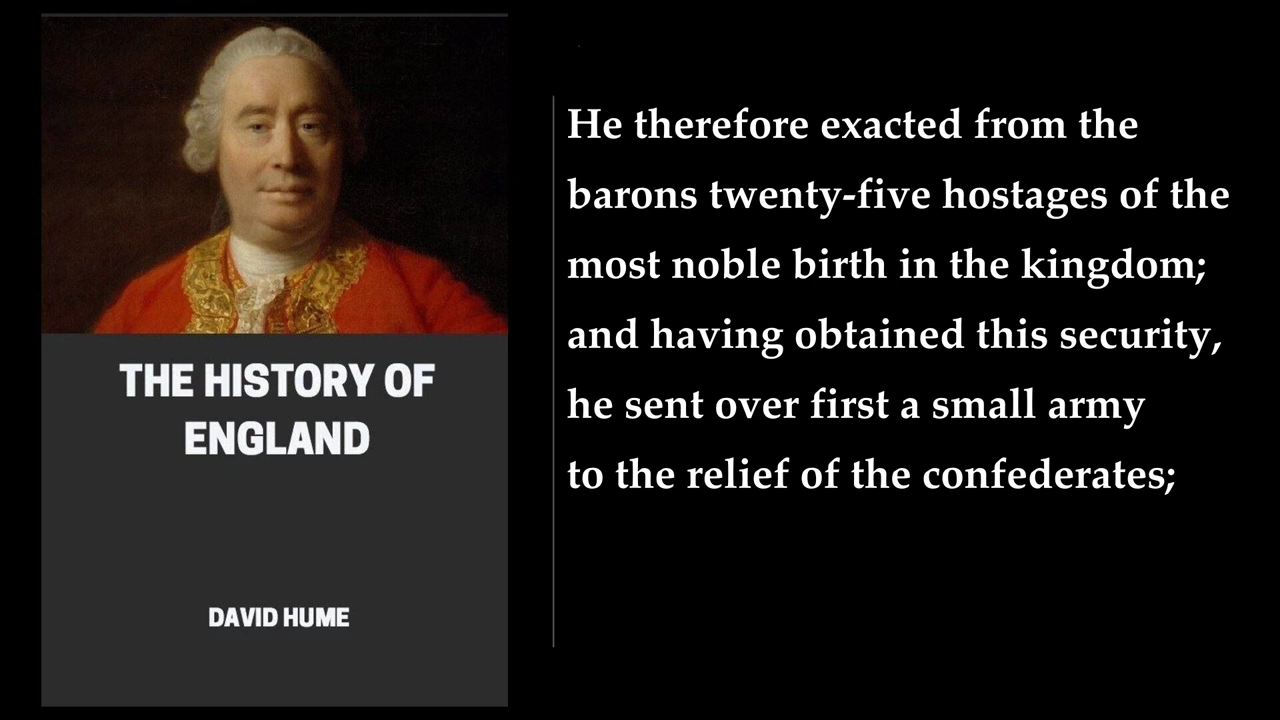 THE HISTORY OF
ENGLAND
DAVID HUME
He therefore exacted from the
barons twenty-five hostages of the
most noble birth in the kingdom;
and having obtained this security,
he sent over first a small army
to the relief of the confederates;